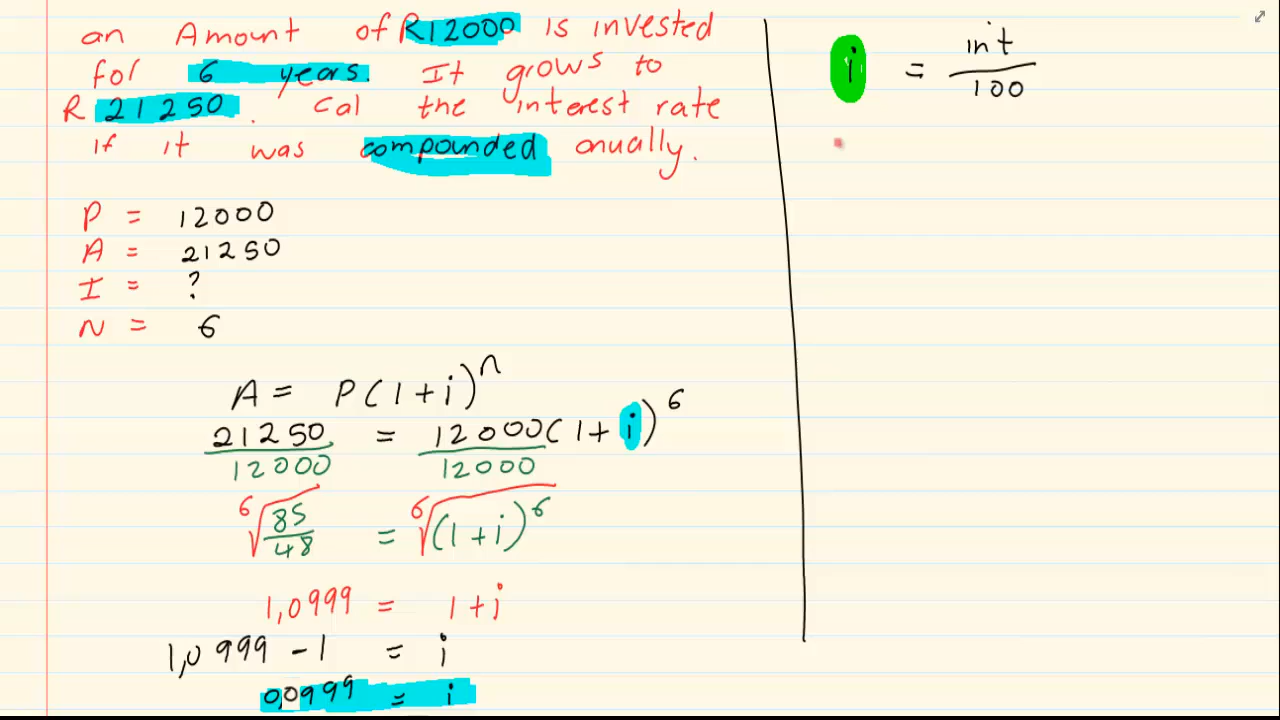 an Amount of R12000 is invested
for 6 years. It grows to
R 21250. Cal the interest rate
if it was compounded anually.
P = 12000
A = 21250
I = ?
N = 6
A = P(1+i)^n
21250/12000 = 12000(1+i)^6/12000
⁶√(85/48) = ⁶√((1+i)^6)
1,0999 = 1+i
1,0999 - 1 = i
0,0999 = i
i = int/100